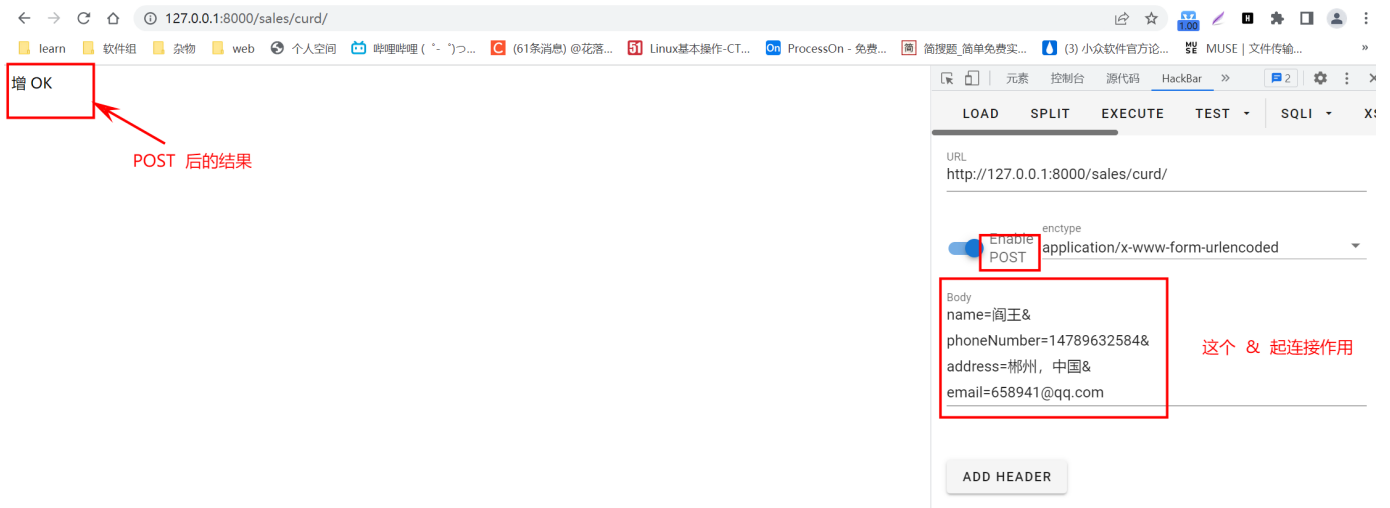 127.0.0.1:8000/sales/curd/
1.00
learn 软件组 杂物 web 个人空间 哔哩哔哩 (゜-゜)つ... (61条消息) @花落... Linux基本操作-CT... ProcessOn - 免费... 简搜题_简单免费实... (3) 小众软件官方论... MUSE | 文件传输... »
增 OK
POST 后的结果
元素 控制台 源代码 HackBar » 2
LOAD SPLIT EXECUTE TEST SQLI XS
URL
http://127.0.0.1:8000/sales/curd/
Enable
POST
enctype
application/x-www-form-urlencoded
Body
name=阎王&
phoneNumber=14789632584&
address=郴州，中国&
email=658941@qq.com
这个 & 起连接作用
ADD HEADER